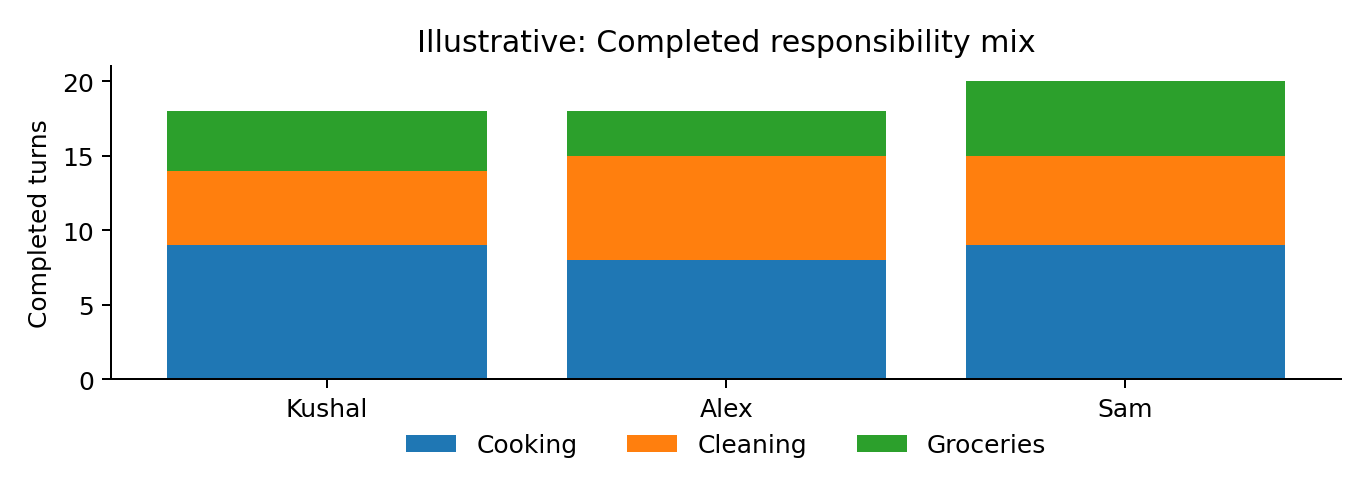 Illustrative: Completed responsibility mix
Completed turns
20
15
10
5
0
Kushal
Alex
Sam
Cooking
Cleaning
Groceries